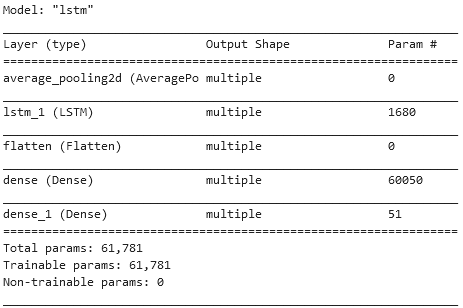 Model: "lstm"
Layer (type) Output Shape Param #
average_pooling2d (AveragePo multiple 0
lstm_1 (LSTM) multiple 1680
flatten (Flatten) multiple 0
dense (Dense) multiple 60050
dense_1 (Dense) multiple 51
Total params: 61,781
Trainable params: 61,781
Non-trainable params: 0